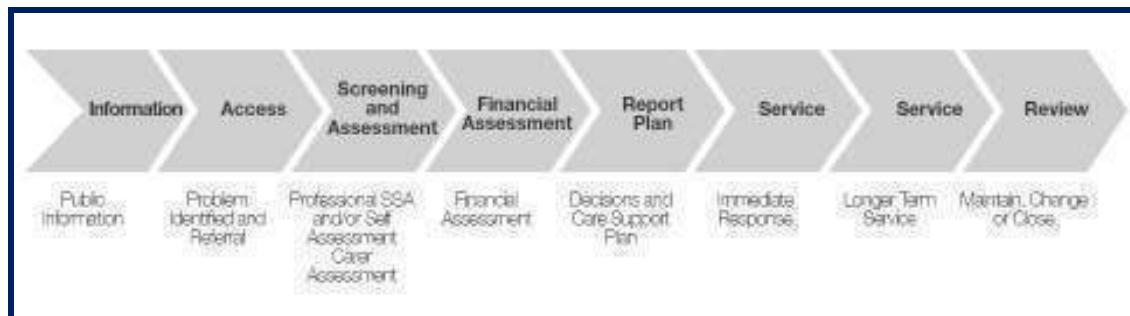 Information
Access
Screening
and
Assessment
Financial
Assessment
Report
Plan
Service
Service
Review
Public
Information
Problem
Identified and
Referral
Professional SSA
and/or Self
Assessment
Carer
Assessment
Financial
Assessment
Decisions and
Care Support
Plan
Immediate
Response
Longer Term
Service
Maintain, Change
or Close